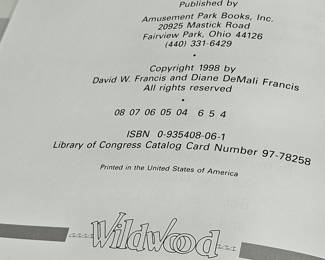 Published by
Amusement Park Books, Inc.
20925 Mastick Road
Fairview Park, Ohio 44126
(440) 331-6429
•
Copyright 1998 by
David W. Francis and Diane DeMali Francis
All rights reserved
•
08 07 06 05 04 6 5 4
ISBN 0-935408-06-1
Library of Congress Catalog Card Number 97-78258
Printed in the United States of America
Wildwood